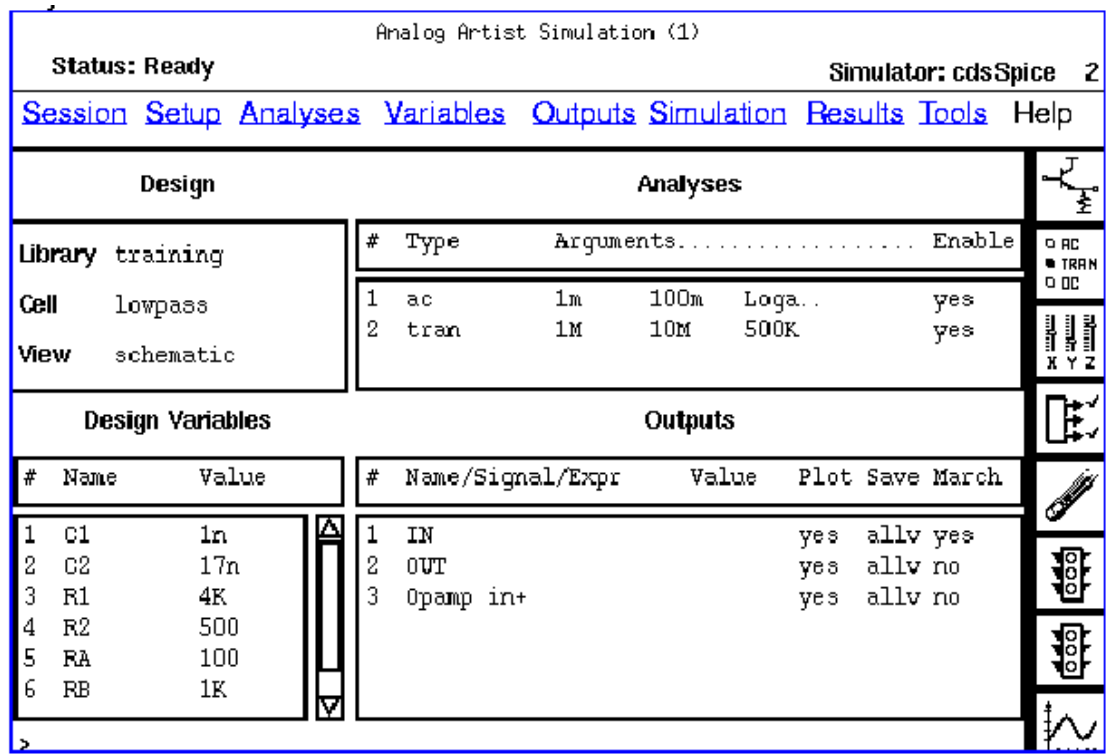 Analog Artist Simulation (1)
Status: Ready Simulator: cdsSpice 2
Session Setup Analyses Variables Outputs Simulation Results Tools Help
Design
Library training
Cell lowpass
View schematic
Analyses
# Type Arguments................... Enable
1 ac 1m 100m Loga.. yes
2 tran 1M 10M 500K yes
Design Variables
# Name Value
1 C1 1n
2 C2 17n
3 R1 4K
4 R2 500
5 RA 100
6 RB 1K
Outputs
# Name/Signal/Expr Value Plot Save March
1 IN yes allv yes
2 OUT yes allv no
3 Opamp in+ yes allv no
>
AC
TRAN
DC
X Y Z